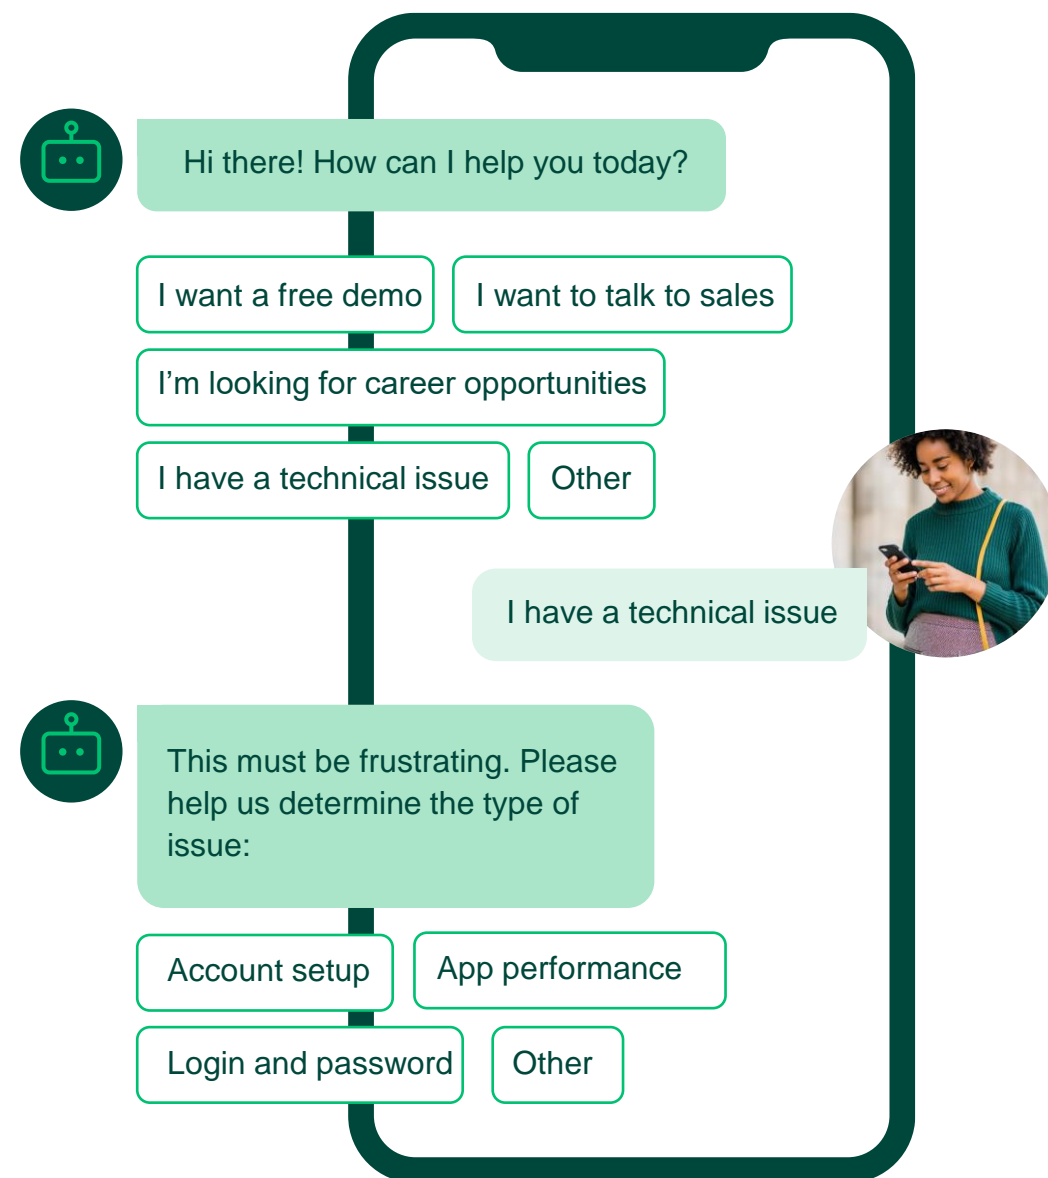 Hi there! How can I help you today?
I want a free demo
I want to talk to sales
I’m looking for career opportunities
I have a technical issue
Other
I have a technical issue
This must be frustrating. Please
help us determine the type of
issue:
Account setup
App performance
Login and password
Other